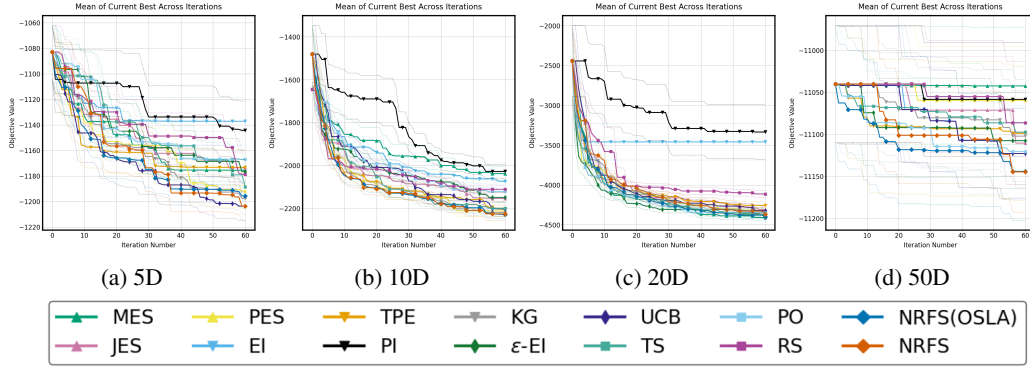 Mean of Current Best Across Iterations
Objective Value
−1060
−1080
−1100
−1120
−1140
−1160
−1180
−1200
−1220
0 10 20 30 40 50 60
Iteration Number
(a) 5D
Mean of Current Best Across Iterations
Objective Value
−1400
−1600
−1800
−2000
−2200
0 10 20 30 40 50 60
Iteration Number
(b) 10D
Mean of Current Best Across Iterations
Objective Value
−2000
−2500
−3000
−3500
−4000
−4500
0 10 20 30 40 50 60
Iteration Number
(c) 20D
Mean of Current Best Across Iterations
Objective Value
−11000
−11050
−11100
−11150
−11200
0 10 20 30 40 50 60
Iteration Number
(d) 50D
MES PES TPE KG UCB PO NRFS(OSLA)
JES EI PI ε-EI TS RS NRFS